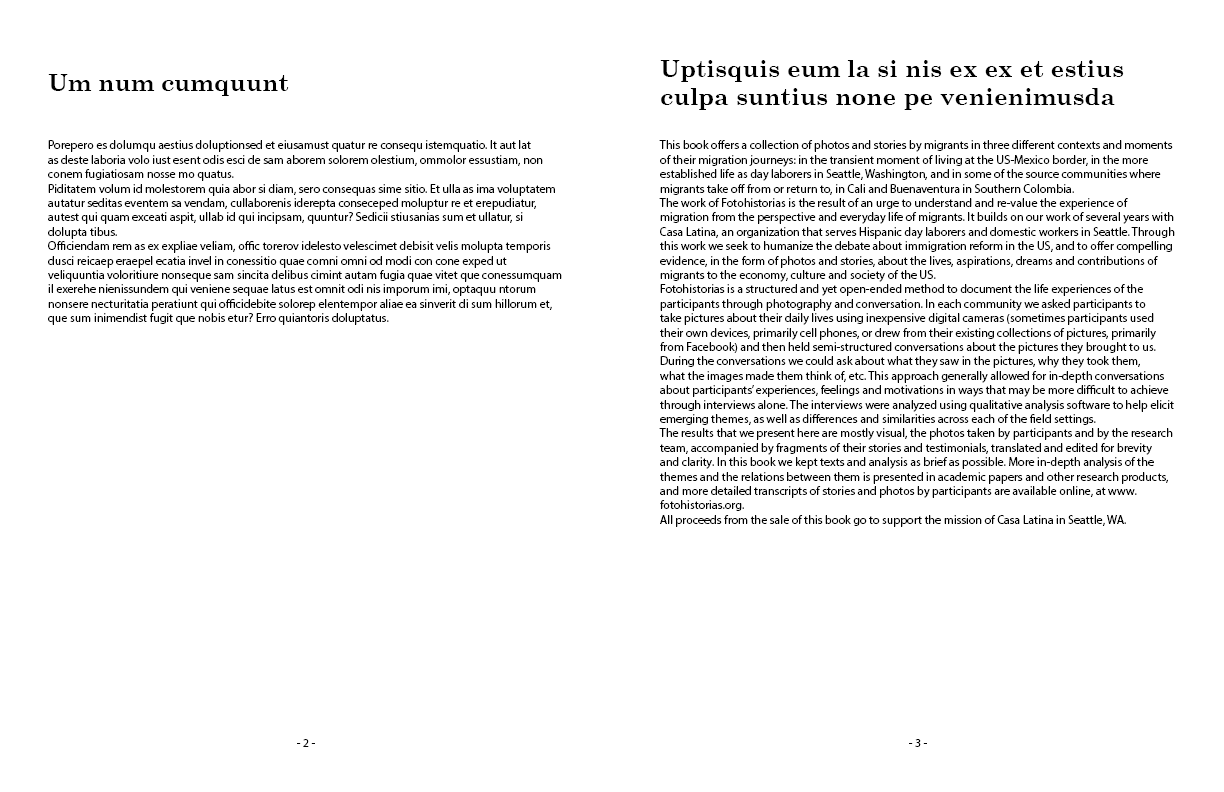 Um num cumquunt
Porepero es dolumqu aestius doluptionsed et eiusamust quatur re consequ istemquatio. It aut lat
as deste laboria volo iust esent odis esci de sam aborem solorem olestium, ommolor essustiam, non
conem fugiatiosam nosse mo quatus.
Piditatem volum id molestorem quia abor si diam, sero consequas sime sitio. Et ulla as ima voluptatem
autatur seditas eventem sa vendam, cullaborenis iderepta conseceped moluptur re et erepudiatur,
autest qui quam exceati aspit, ullab id qui incipsam, quuntur? Sedicii stiusanias sum et ullatur, si
dolupta tibus.
Officiendam rem as ex expliae veliam, offic torerov idelesto velescimet debisit velis molupta temporis
dusci reicaep eraepel ecatia invel in conessitio quae comni omni od modi con cone exped ut
veliquuntia voloritiure nonseque sam sincita delibus cimint autam fugia quae vitet que conessumquam
il exerehe nienissundem qui veniene sequae latus est omnit odi nis imporum imi, optaqu ntorum
nonsere necturitatia peratiunt qui officidebite solorep elentempor aliae ea sinverit di sum hillorum et,
que sum inimendist fugit que nobis etur? Erro quiantoris doluptatus.
- 2 -
Uptisquis eum la si nis ex ex et estius
culpa suntius none pe venienimusda
This book offers a collection of photos and stories by migrants in three different contexts and moments
of their migration journeys: in the transient moment of living at the US-Mexico border, in the more
established life as day laborers in Seattle, Washington, and in some of the source communities where
migrants take off from or return to, in Cali and Buenaventura in Southern Colombia.
The work of Fotohistorias is the result of an urge to understand and re-value the experience of
migration from the perspective and everyday life of migrants. It builds on our work of several years with
Casa Latina, an organization that serves Hispanic day laborers and domestic workers in Seattle. Through
this work we seek to humanize the debate about immigration reform in the US, and to offer compelling
evidence, in the form of photos and stories, about the lives, aspirations, dreams and contributions of
migrants to the economy, culture and society of the US.
Fotohistorias is a structured and yet open-ended method to document the life experiences of the
participants through photography and conversation. In each community we asked participants to
take pictures about their daily lives using inexpensive digital cameras (sometimes participants used
their own devices, primarily cell phones, or drew from their existing collections of pictures, primarily
from Facebook) and then held semi-structured conversations about the pictures they brought to us.
During the conversations we could ask about what they saw in the pictures, why they took them,
what the images made them think of, etc. This approach generally allowed for in-depth conversations
about participants’ experiences, feelings and motivations in ways that may be more difficult to achieve
through interviews alone. The interviews were analyzed using qualitative analysis software to help elicit
emerging themes, as well as differences and similarities across each of the field settings.
The results that we present here are mostly visual, the photos taken by participants and by the research
team, accompanied by fragments of their stories and testimonials, translated and edited for brevity
and clarity. In this book we kept texts and analysis as brief as possible. More in-depth analysis of the
themes and the relations between them is presented in academic papers and other research products,
and more detailed transcripts of stories and photos by participants are available online, at www.
fotohistorias.org.
All proceeds from the sale of this book go to support the mission of Casa Latina in Seattle, WA.
- 3 -